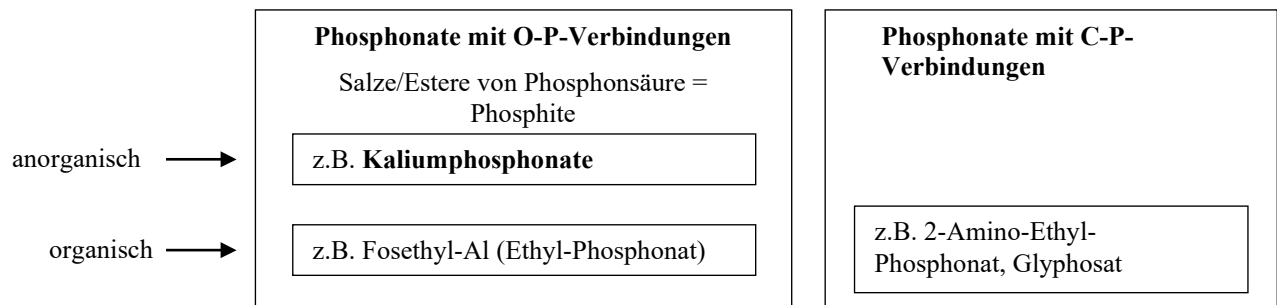 Phosphonate mit O-P-Verbindungen
Salze/Estere von Phosphonsäure =
Phosphite
anorganisch
z.B. Kaliumphosphonate
organisch
z.B. Fosethyl-Al (Ethyl-Phosphonat)
Phosphonate mit C-P-
Verbindungen
z.B. 2-Amino-Ethyl-
Phosphonat, Glyphosat